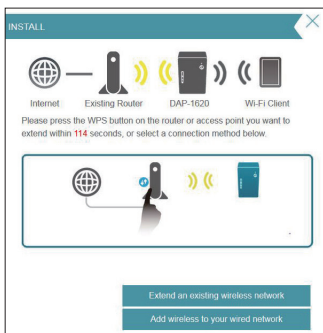 INSTALL
Internet Existing Router DAP-1620 Wi-Fi Client
Please press the WPS button on the router or access point you want to
extend within 114 seconds, or select a connection method below.
Extend an existing wireless network
Add wireless to your wired network